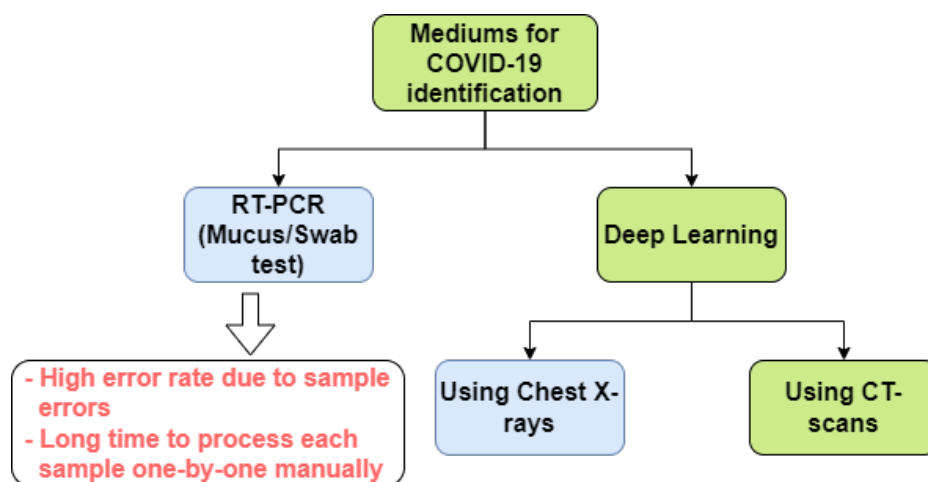 Mediums for
COVID-19
identification
RT-PCR
(Mucus/Swab
test)
Deep Learning
- High error rate due to sample
errors
- Long time to process each
sample one-by-one manually
Using Chest X-
rays
Using CT-
scans